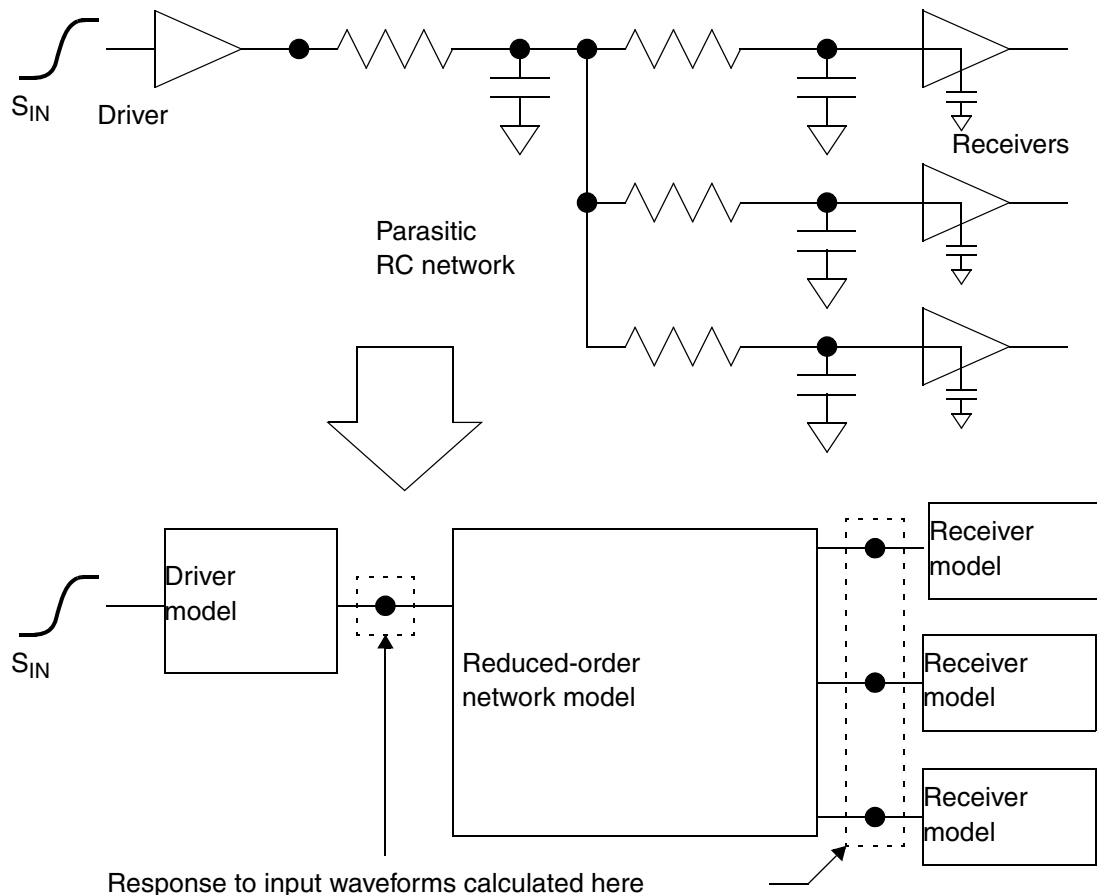 S_IN
Driver
Receivers
Parasitic
RC network
Driver
model
S_IN
Reduced-order
network model
Receiver
model
Receiver
model
Receiver
model
Response to input waveforms calculated here